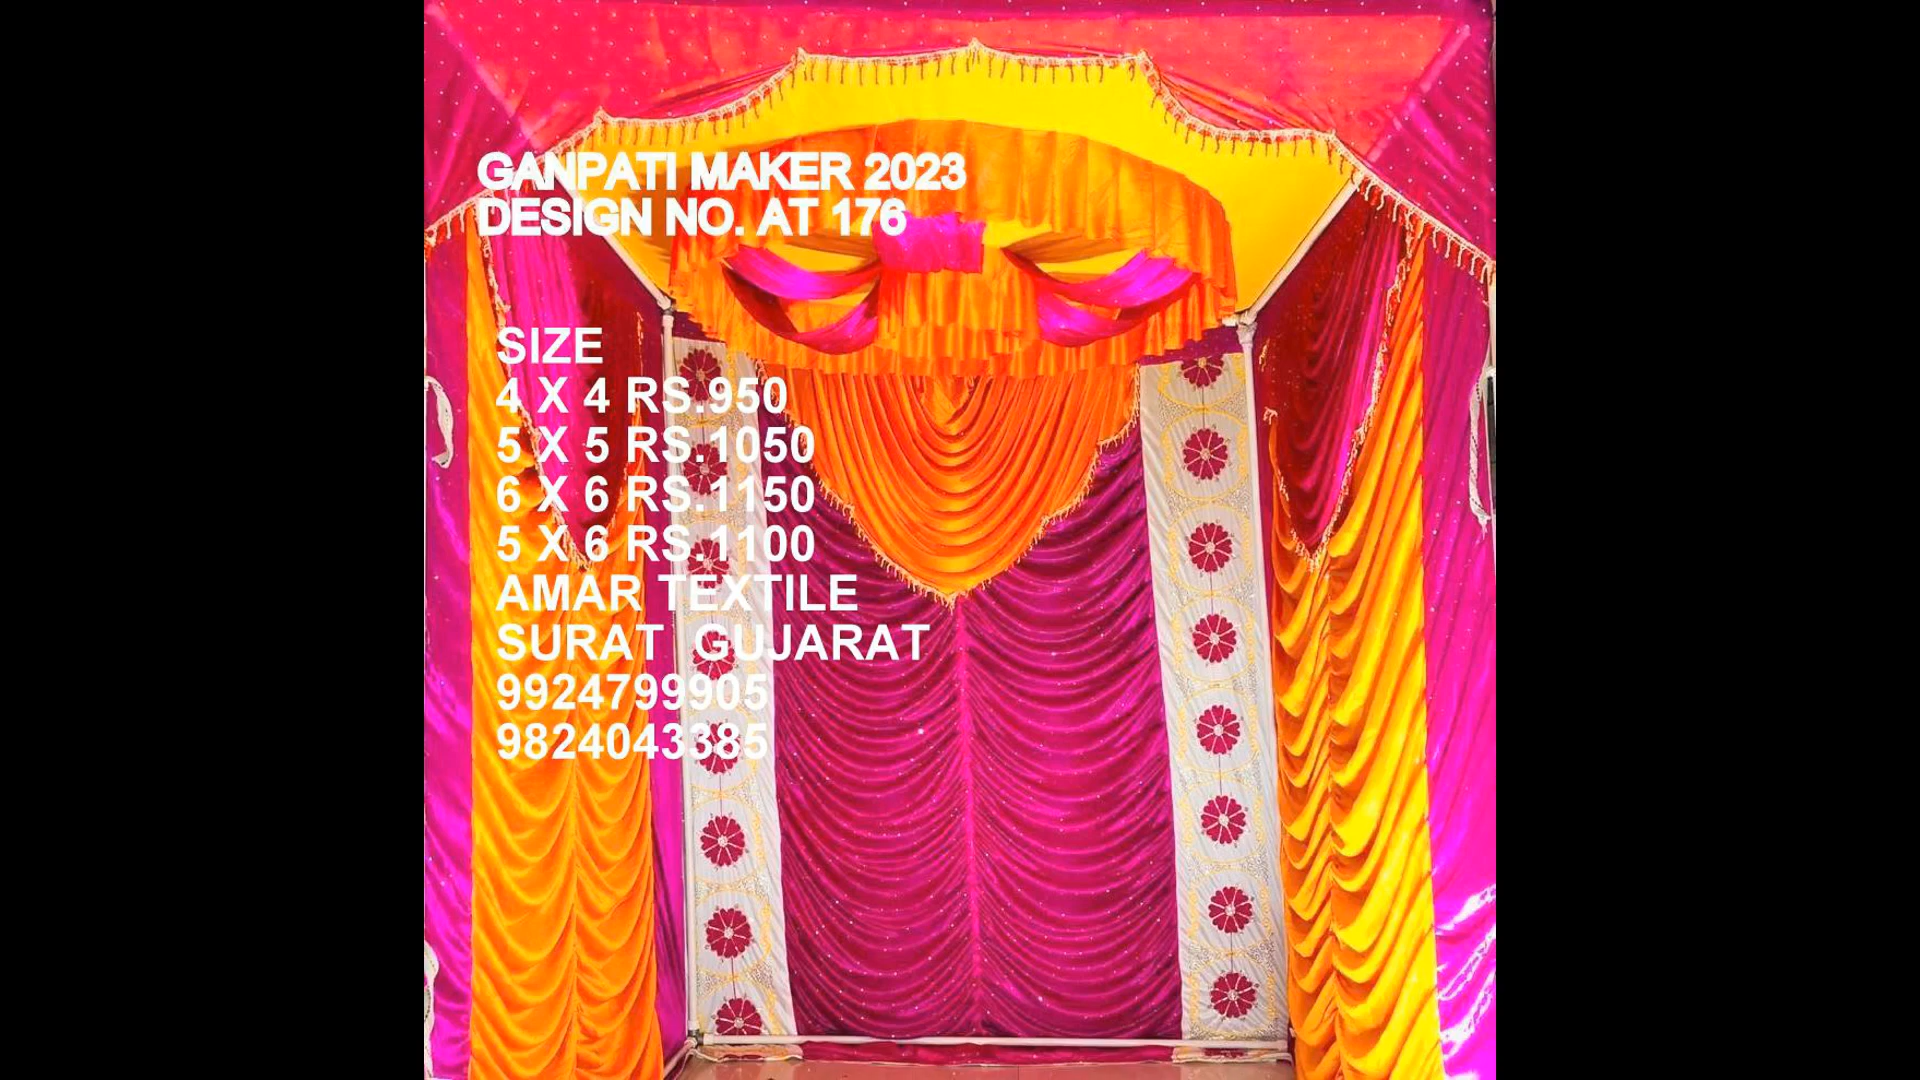 GANPATI MAKER 2023
DESIGN NO. AT 176
SIZE
4 X 4 RS.950
5 X 5 RS.1050
6 X 6 RS.1150
5 X 6 RS.1100
AMAR TEXTILE
SURAT GUJARAT
9924799905
9824043385